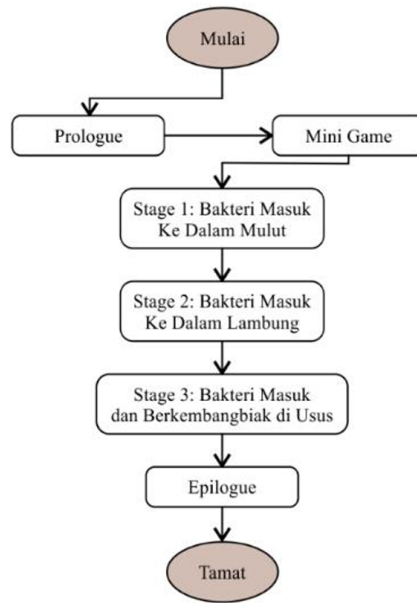 Mulai
Prologue
Mini Game
Stage 1: Bakteri Masuk
Ke Dalam Mulut
Stage 2: Bakteri Masuk
Ke Dalam Lambung
Stage 3: Bakteri Masuk
dan Berkembangbiak di Usus
Epilogue
Tamat